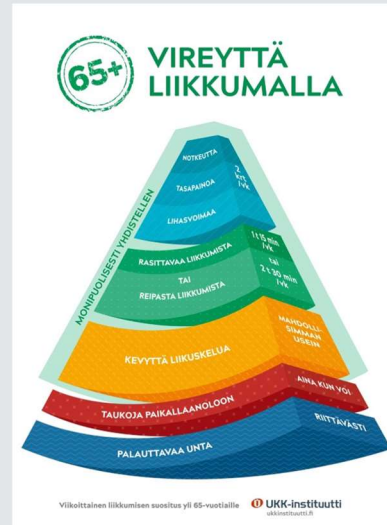 65+
VIREYTTÄ
LIIKKUMALLA
MONIPUOLISESTI YHDISTELLEN
NOTKEUTTA
TASAPAINOA
LIHASVOIMAA
2
krt
/vk
RASITTAVAA LIIKKUMISTA
TAI
REIPASTA LIIKKUMISTA
1 t 15 min
/vk
tai
2 t 30 min
/vk
KEVYTTÄ LIIKUSKELUA
MAHDOLLI-
SIMMAN
USEIN
TAUKOJA PAIKALLAANOLOON
AINA KUN VOI
PALAUTTAVAA UNTA
RIITTÄVÄSTI
Viikoittainen liikkumisen suositus yli 65-vuotiaille
UKK-instituutti
ukkinstituutti.fi